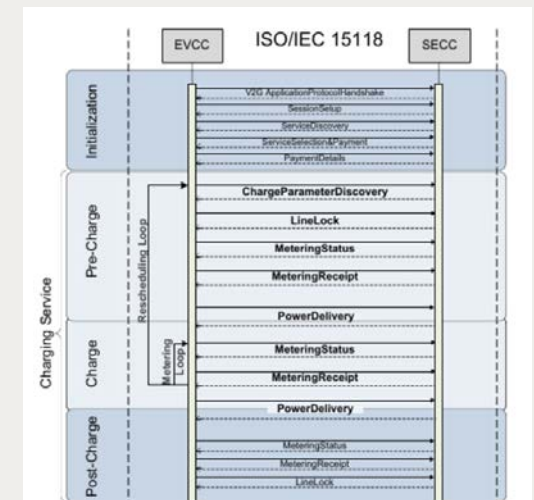 ISO/IEC 15118
EVCC
SECC
Initialization
V2G ApplicationProtocolHandshake
SessionSetup
ServiceDiscovery
ServiceSelection&Payment
PaymentDetails
Charging Service
Pre-Charge
Rescheduling Loop
ChargeParameterDiscovery
LineLock
MeteringStatus
MeteringReceipt
PowerDelivery
Charge
Metering
Loop
MeteringStatus
MeteringReceipt
PowerDelivery
Post-Charge
MeteringStatus
MeteringReceipt
LineLock